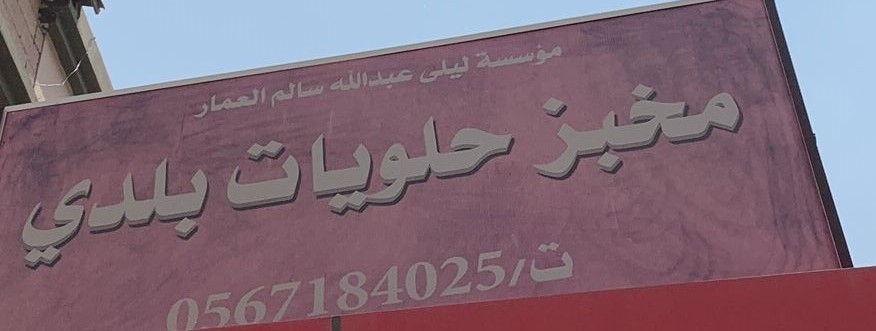 مؤسسة ليلى عبدالله سالم العمار
مخبز حلويات بلدي
ت/0567184025